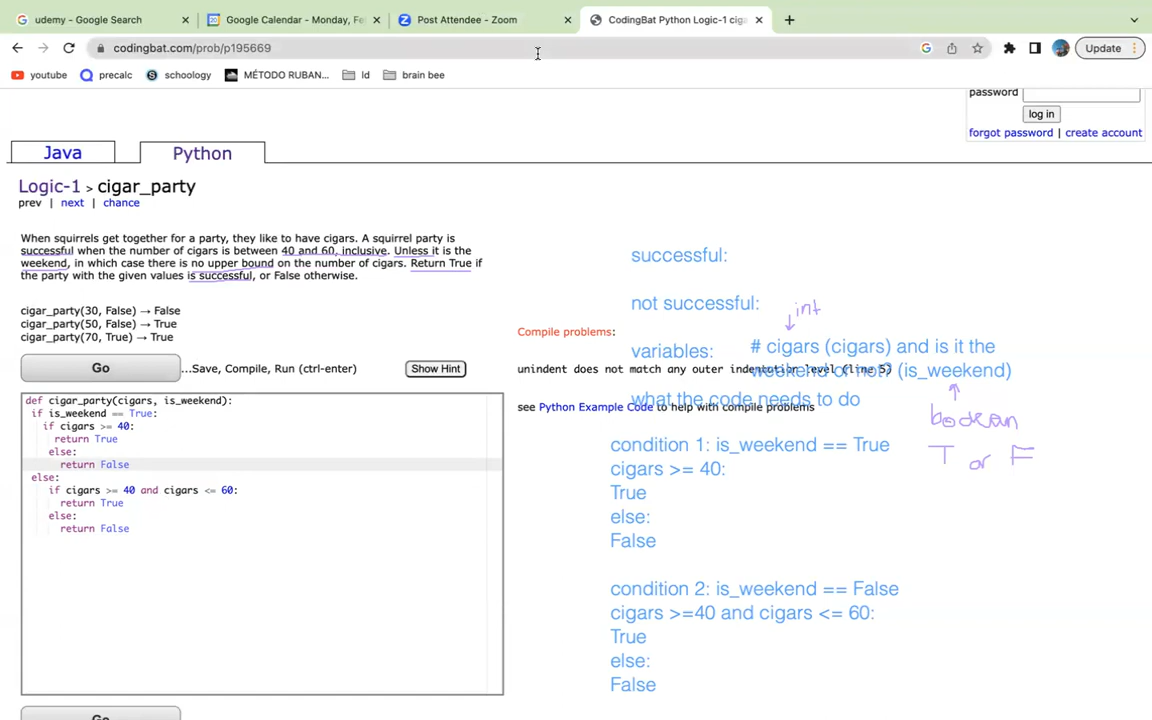 udemy - Google Search
Google Calendar - Monday, Fe
Post Attendee - Zoom
CodingBat Python Logic-1 ciga
codingbat.com/prob/p195669
Update
youtube
precalc
schoology
MÉTODO RUBAN...
ld
brain bee
password
log in
forgot password | create account
Java
Python
Logic-1 > cigar_party
prev | next | chance
When squirrels get together for a party, they like to have cigars. A squirrel party is
successful when the number of cigars is between 40 and 60, inclusive. Unless it is the
weekend, in which case there is no upper bound on the number of cigars. Return True if
the party with the given values is successful, or False otherwise.
cigar_party(30, False) → False
cigar_party(50, False) → True
cigar_party(70, True) → True
Go
...Save, Compile, Run (ctrl-enter)
Show Hint
def cigar_party(cigars, is_weekend):
if is_weekend == True:
if cigars >= 40:
return True
else:
return False
else:
if cigars >= 40 and cigars <= 60:
return True
else:
return False
Go
Compile problems:
unindent does not match any outer indentation level (line 5)
see Python Example Code to help with compile problems
successful:
not successful:
int
variables:
# cigars (cigars) and is it the
weekend or not? (is_weekend)
what the code needs to do
boolean
T or F
condition 1: is_weekend == True
cigars >= 40:
True
else:
False
condition 2: is_weekend == False
cigars >=40 and cigars <= 60:
True
else:
False